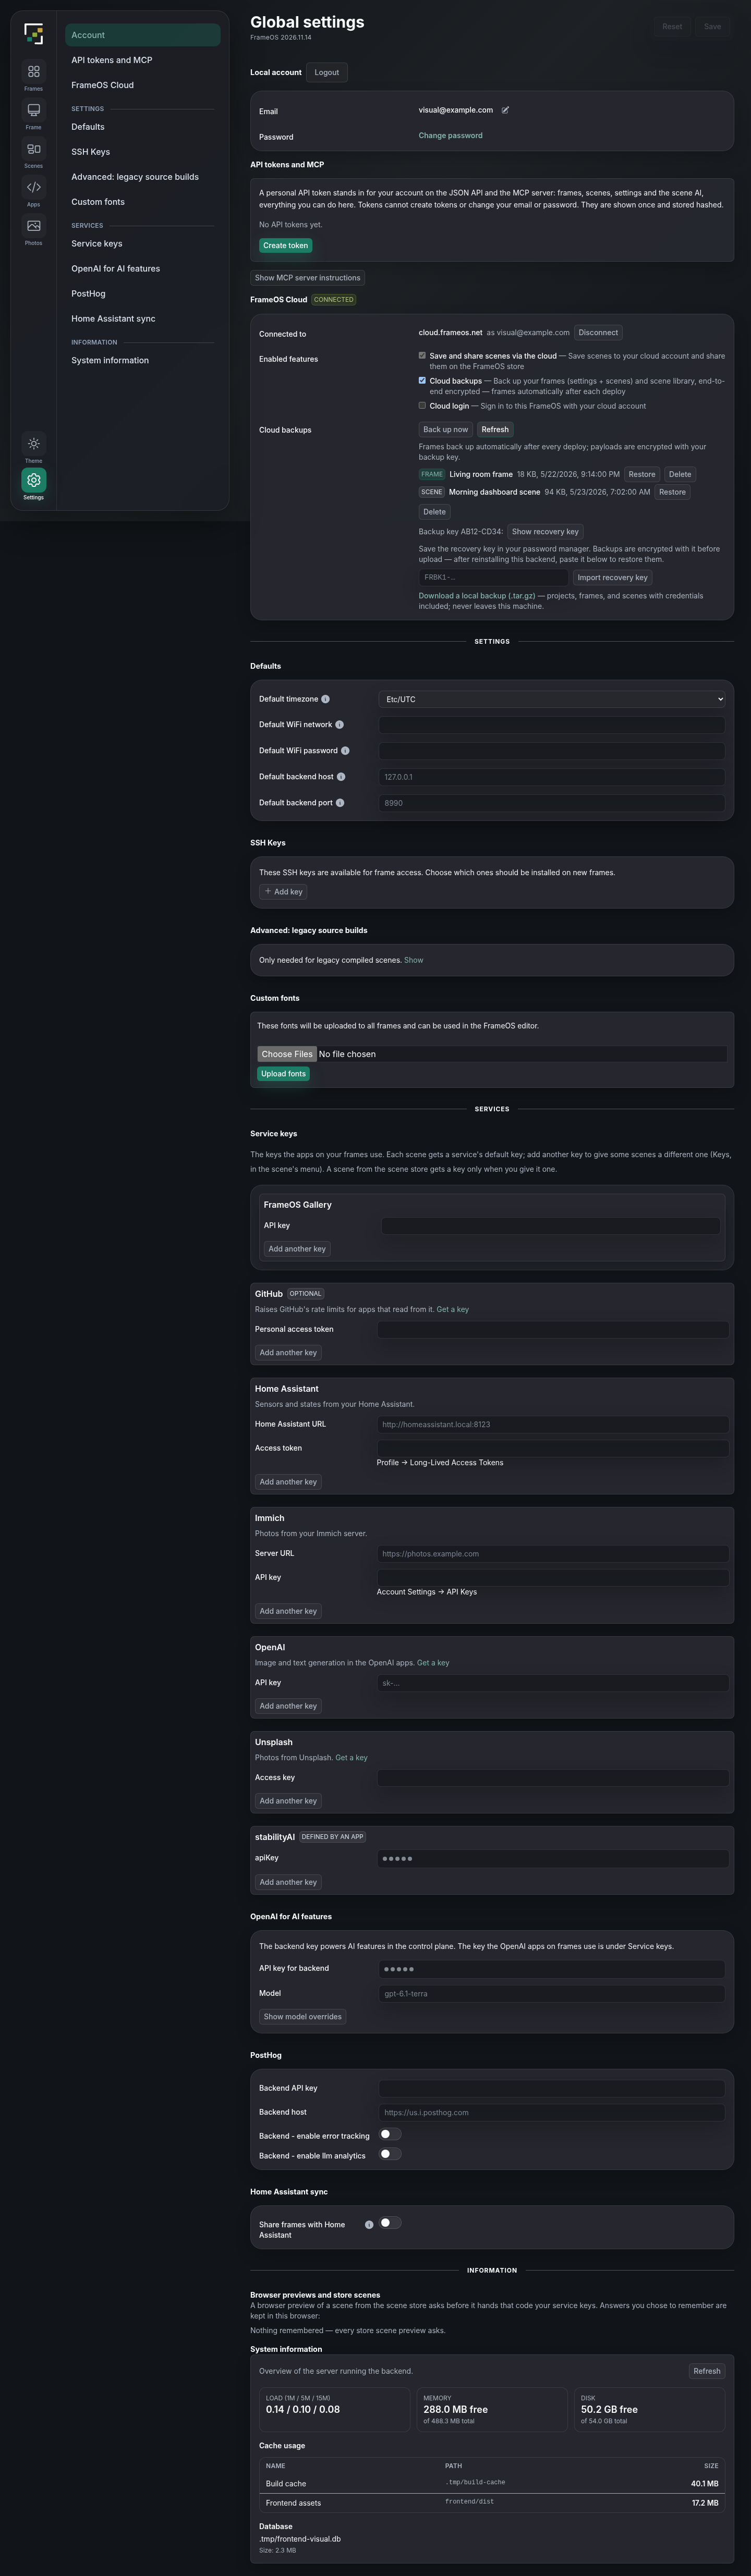 Frames
Frame
Scenes
Apps
Photos
Theme
Settings
Account
API tokens and MCP
FrameOS Cloud
SETTINGS
Defaults
SSH Keys
Advanced: legacy source builds
Custom fonts
SERVICES
Service keys
OpenAI for AI features
PostHog
Home Assistant sync
INFORMATION
System information
Global settings
FrameOS 2026.11.14
Reset
Save
Local account
Logout
Email
visual@example.com
Password
Change password
API tokens and MCP
A personal API token stands in for your account on the JSON API and the MCP server: frames, scenes, settings and the scene AI,
everything you can do here. Tokens cannot create tokens or change your email or password. They are shown once and stored hashed.
No API tokens yet.
Create token
Show MCP server instructions
FrameOS Cloud CONNECTED
Connected to
cloud.frameos.net as visual@example.com Disconnect
Enabled features
Save and share scenes via the cloud — Save scenes to your cloud account and share
them on the FrameOS store
Cloud backups — Back up your frames (settings + scenes) and scene library, end-to-
end encrypted — frames automatically after each deploy
Cloud login — Sign in to this FrameOS with your cloud account
Cloud backups
Back up now Refresh
Frames back up automatically after every deploy; payloads are encrypted with your
backup key.
FRAME Living room frame 18 KB, 5/22/2026, 9:14:00 PM Restore Delete
SCENE Morning dashboard scene 94 KB, 5/23/2026, 7:02:00 AM Restore
Delete
Backup key AB12-CD34: Show recovery key
Save the recovery key in your password manager. Backups are encrypted with it before
upload — after reinstalling this backend, paste it below to restore them.
FRBK1-… Import recovery key
Download a local backup (.tar.gz) — projects, frames, and scenes with credentials
included; never leaves this machine.
SETTINGS
Defaults
Default timezone
Etc/UTC
Default WiFi network
Default WiFi password
Default backend host
127.0.0.1
Default backend port
8990
SSH Keys
These SSH keys are available for frame access. Choose which ones should be installed on new frames.
+ Add key
Advanced: legacy source builds
Only needed for legacy compiled scenes. Show
Custom fonts
These fonts will be uploaded to all frames and can be used in the FrameOS editor.
Choose Files No file chosen
Upload fonts
SERVICES
Service keys
The keys the apps on your frames use. Each scene gets a service's default key; add another key to give some scenes a different one (Keys,
in the scene's menu). A scene from the scene store gets a key only when you give it one.
FrameOS Gallery
API key
Add another key
GitHub OPTIONAL
Raises GitHub's rate limits for apps that read from it. Get a key
Personal access token
Add another key
Home Assistant
Sensors and states from your Home Assistant.
Home Assistant URL
http://homeassistant.local:8123
Access token
Profile → Long-Lived Access Tokens
Add another key
Immich
Photos from your Immich server.
Server URL
https://photos.example.com
API key
Account Settings → API Keys
Add another key
OpenAI
Image and text generation in the OpenAI apps. Get a key
API key
sk-...
Add another key
Unsplash
Photos from Unsplash. Get a key
Access key
Add another key
stabilityAI DEFINED BY AN APP
apiKey
●●●●●
Add another key
OpenAI for AI features
The backend key powers AI features in the control plane. The key the OpenAI apps on frames use is under Service keys.
API key for backend
●●●●●
Model
gpt-6.1-terra
Show model overrides
PostHog
Backend API key
Backend host
https://us.i.posthog.com
Backend - enable error tracking
Backend - enable llm analytics
Home Assistant sync
Share frames with Home
Assistant
INFORMATION
Browser previews and store scenes
A browser preview of a scene from the scene store asks before it hands that code your service keys. Answers you chose to remember are
kept in this browser:
Nothing remembered — every store scene preview asks.
System information
Overview of the server running the backend.
Refresh
LOAD (1M / 5M / 15M)
0.14 / 0.10 / 0.08
MEMORY
288.0 MB free
of 488.3 MB total
DISK
50.2 GB free
of 54.0 GB total
Cache usage
NAME PATH SIZE
Build cache .tmp/build-cache 40.1 MB
Frontend assets frontend/dist 17.2 MB
Database
.tmp/frontend-visual.db
Size: 2.3 MB